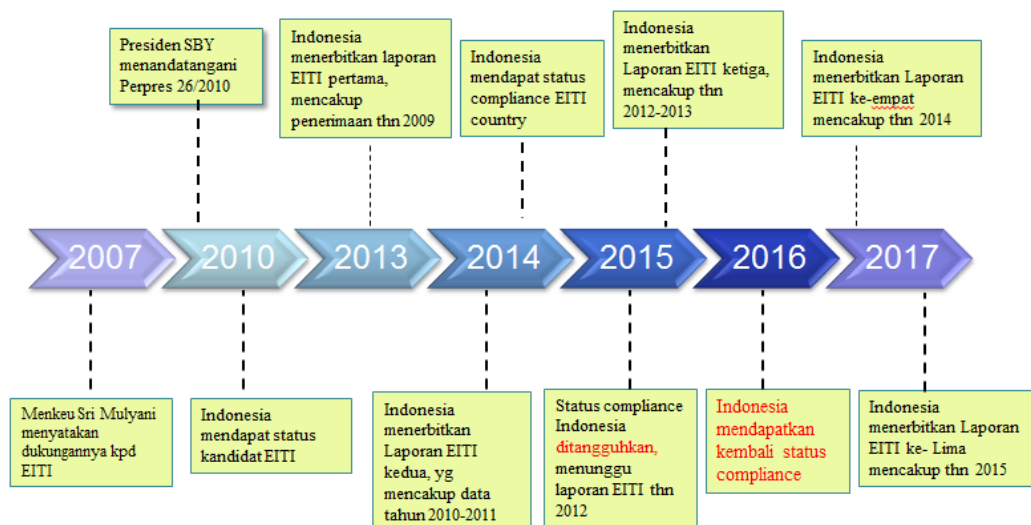 Presiden SBY
menandatangani
Perpres 26/2010
Indonesia
menerbitkan laporan
EITI pertama,
mencakup
penerimaan thn 2009
Indonesia
mendapat status
compliance EITI
country
Indonesia
menerbitkan
Laporan EITI ketiga,
mencakup thn
2012-2013
Indonesia
menerbitkan Laporan
EITI ke-empat
mencakup thn 2014
2007
2010
2013
2014
2015
2016
2017
Menkeu Sri Mulyani
menyatakan
dukungannya kpd
EITI
Indonesia
mendapat status
kandidat EITI
Indonesia
menerbitkan
Laporan EITI
kedua, yg
mencakup data
tahun 2010-2011
Status compliance
Indonesia
ditangguhkan,
menunggu
laporan EITI thn
2012
Indonesia
mendapatkan
kembali status
compliance
Indonesia
menerbitkan Laporan
EITI ke- Lima
mencakup thn 2015